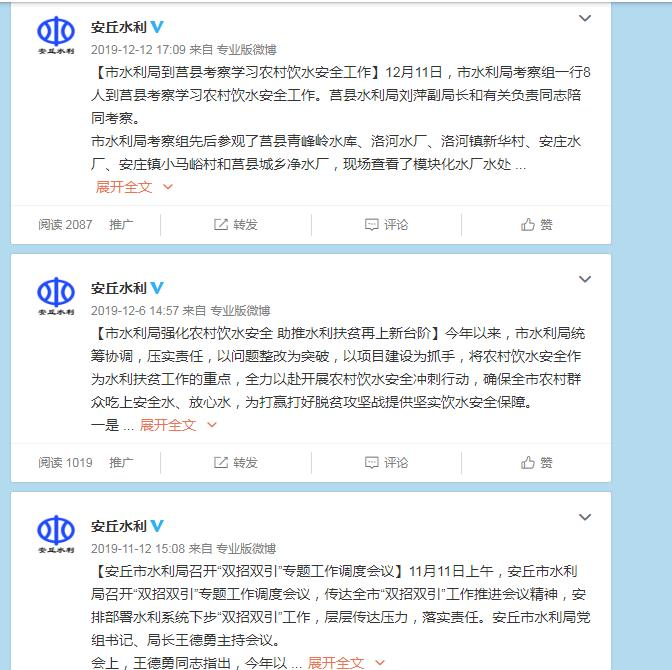 安丘水利
安丘水利
2019-12-12 17:09 来自 专业版微博
【市水利局到莒县考察学习农村饮水安全工作】12月11日，市水利局考察组一行8
人到莒县考察学习农村饮水安全工作。莒县水利局刘萍副局长和有关负责同志陪
同考察。
市水利局考察组先后参观了莒县青峰岭水库、洛河水厂、洛河镇新华村、安庄水
厂、安庄镇小马峪村和莒县城乡净水厂，现场查看了模块化水厂水处 ...
展开全文
阅读 2087 推广 转发 评论 赞
安丘水利
安丘水利
2019-12-6 14:57 来自 专业版微博
【市水利局强化农村饮水安全 助推水利扶贫再上新台阶】今年以来，市水利局统
筹协调，压实责任，以问题整改为突破，以项目建设为抓手，将农村饮水安全作
为水利扶贫工作的重点，全力以赴开展农村饮水安全冲刺行动，确保全市农村群
众吃上安全水、放心水，为打赢打好脱贫攻坚战提供坚实饮水安全保障。
一是 ... 展开全文
阅读 1019 推广 转发 评论 赞
安丘水利
安丘水利
2019-11-12 15:08 来自 专业版微博
【安丘市水利局召开“双招双引”专题工作调度会议】11月11日上午，安丘市水利
局召开“双招双引”专题工作调度会议，传达全市“双招双引”工作推进会议精神，安
排部署水利系统下步“双招双引”工作，层层传达压力，落实责任。安丘市水利局党
组书记、局长王德勇主持会议。
会上，王德勇同志指出，今年以 ... 展开全文